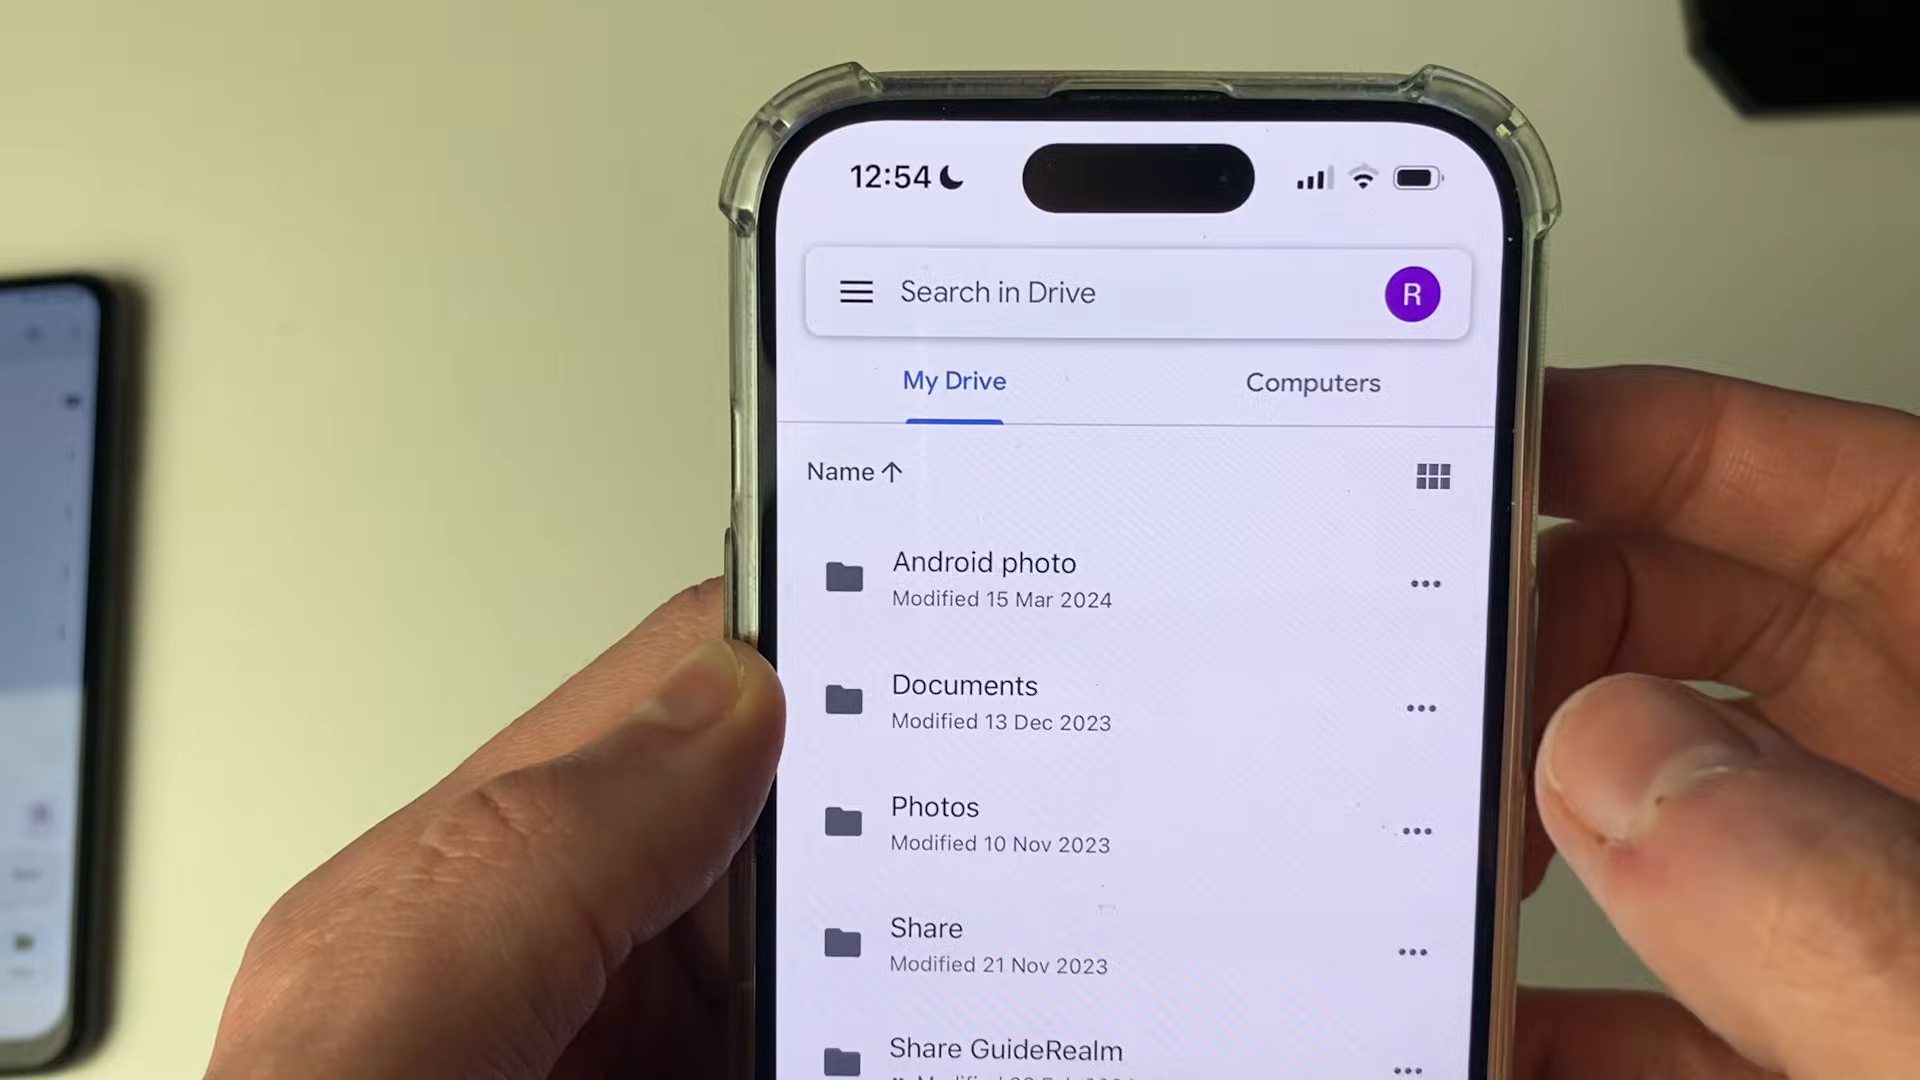 12:54
Search in Drive
R
My Drive
Computers
Name
Android photo
Modified 15 Mar 2024
Documents
Modified 13 Dec 2023
Photos
Modified 10 Nov 2023
Share
Modified 21 Nov 2023
Share GuideRealm